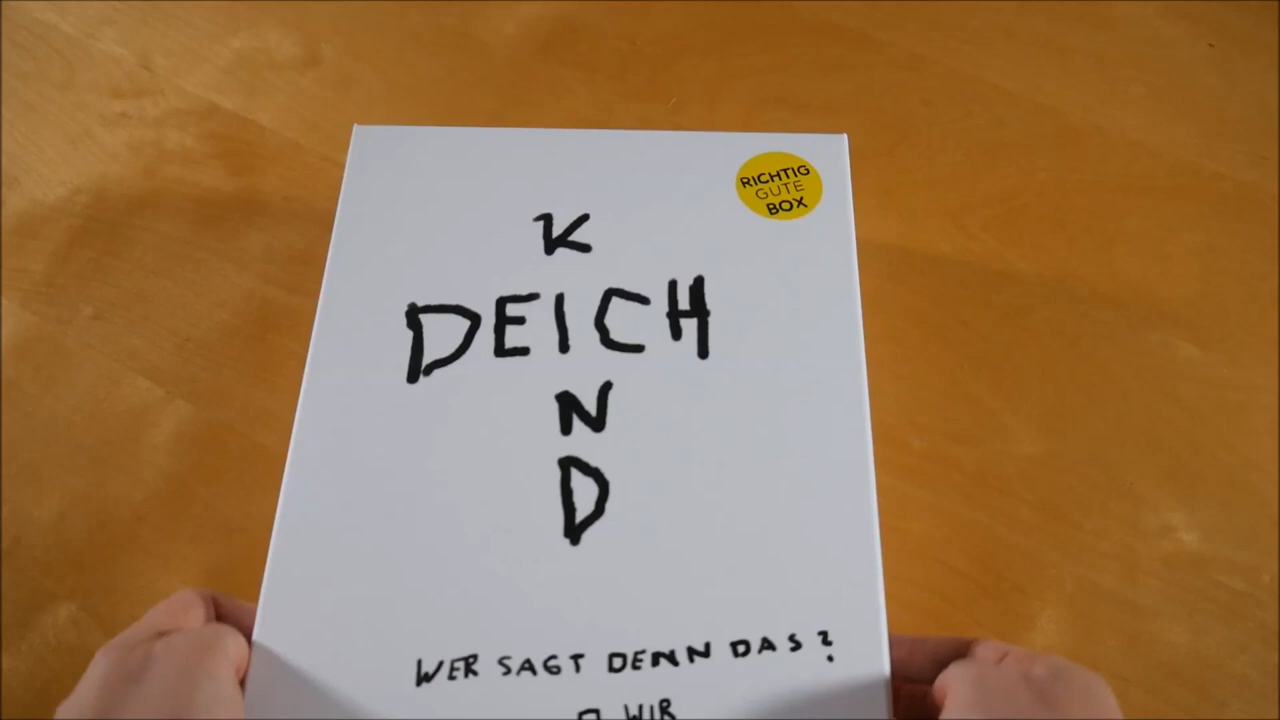 RICHTIG
GUTE
BOX
K
DEICH
N
D
WER SAGT DENN DAS?
WIR